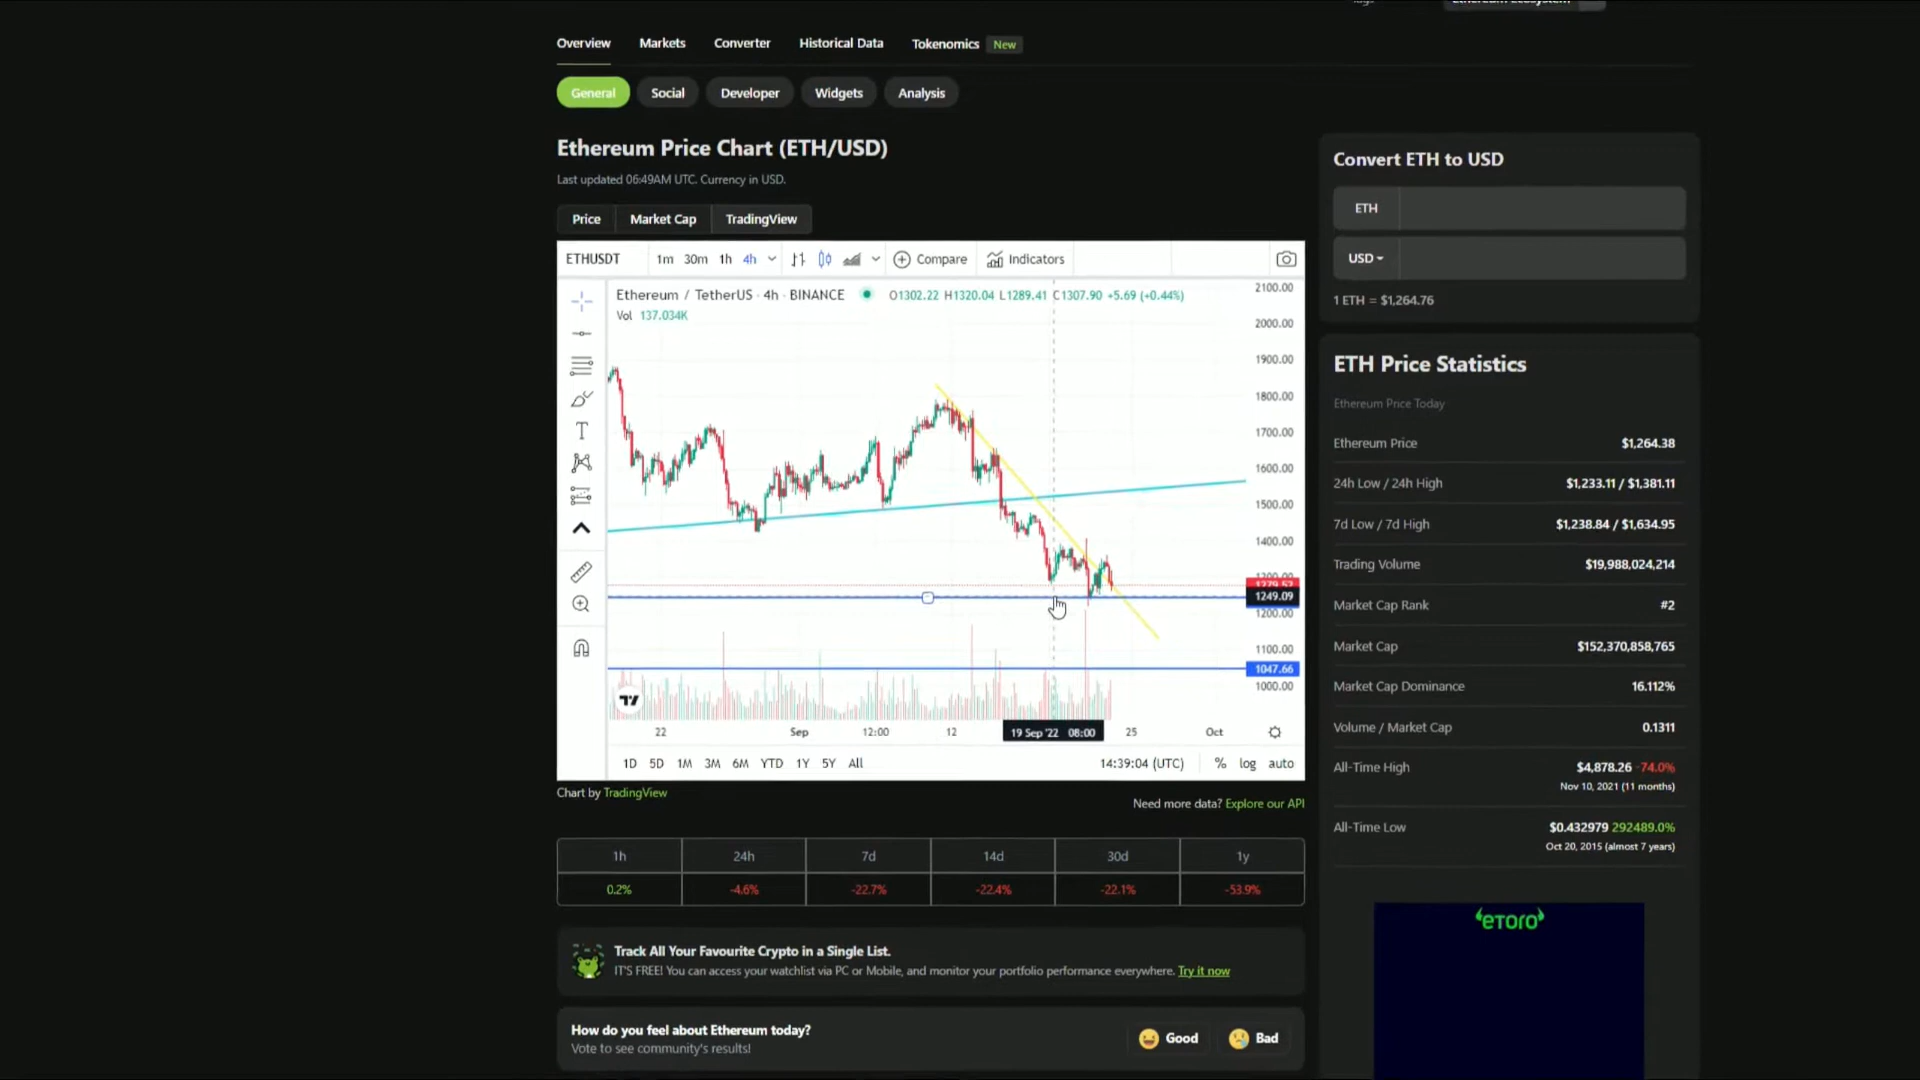 Overview Markets Converter Historical Data Tokenomics New
General Social Developer Widgets Analysis
Ethereum Price Chart (ETH/USD)
Last updated 06:49AM UTC. Currency in USD.
Price Market Cap TradingView
ETHUSDT 1m 30m 1h 4h Compare Indicators
Ethereum / TetherUS · 4h · BINANCE O1302.22 H1320.04 L1289.41 C1307.90 +5.69 (+0.44%)
Vol 137.034K
2100.00
2000.00
1900.00
1800.00
1700.00
1600.00
1500.00
1400.00
1249.09
1200.00
1100.00
1047.66
1000.00
22 Sep 12:00 12 19 Sep '22 08:00 25 Oct
1D 5D 1M 3M 6M YTD 1Y 5Y All 14:39:04 (UTC) % log auto
Chart by TradingView
Need more data? Explore our API
1h 24h 7d 14d 30d 1y
0.2% -4.6% -22.7% -22.4% -22.1% -53.9%
Track All Your Favourite Crypto in a Single List.
IT'S FREE! You can access your watchlist via PC or Mobile, and monitor your portfolio performance everywhere. Try it now
How do you feel about Ethereum today?
Vote to see community's results!
Good Bad
Convert ETH to USD
ETH
USD
1 ETH = $1,264.76
ETH Price Statistics
Ethereum Price Today
Ethereum Price $1,264.38
24h Low / 24h High $1,233.11 / $1,381.11
7d Low / 7d High $1,238.84 / $1,634.95
Trading Volume $19,988,024,214
Market Cap Rank #2
Market Cap $152,370,858,765
Market Cap Dominance 16.112%
Volume / Market Cap 0.1311
All-Time High $4,878.26 -74.0%
Nov 10, 2021 (11 months)
All-Time Low $0.432979 292489.0%
Oct 20, 2015 (almost 7 years)
eToro